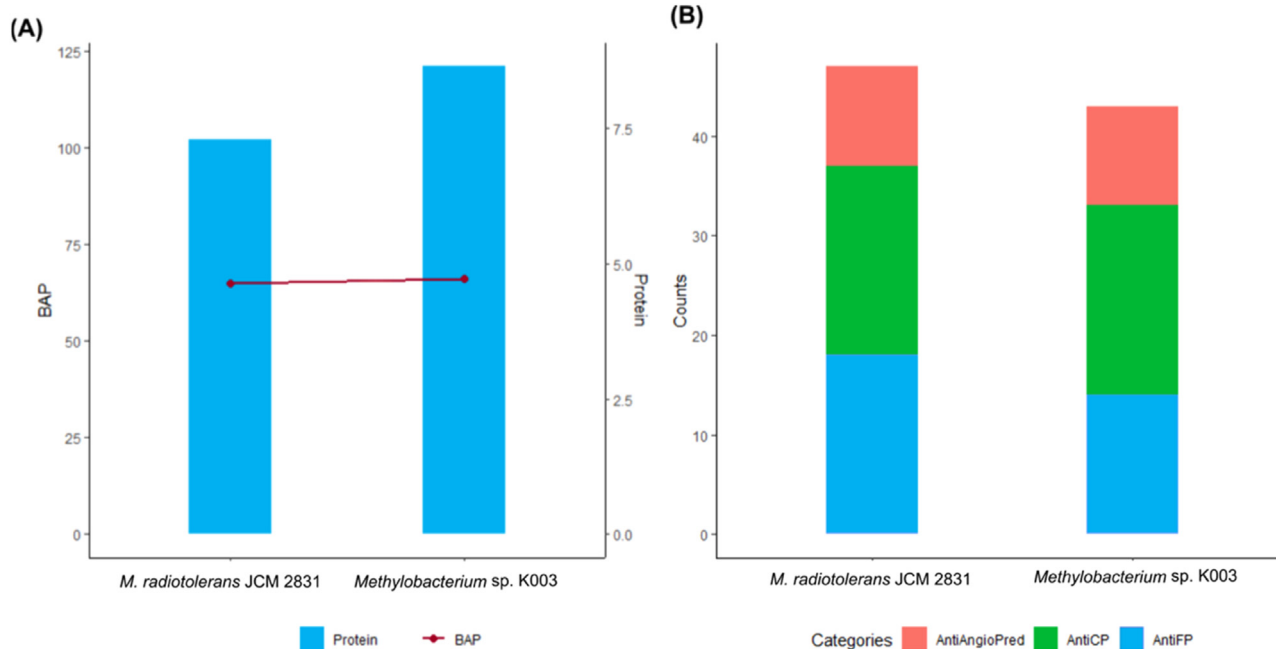 (A)
125
100
75
50
25
0
BAP
7.5
5.0
2.5
0.0
Protein
M. radiotolerans JCM 2831
Methylobacterium sp. K003
Protein
BAP
(B)
40
30
20
10
0
Counts
M. radiotolerans JCM 2831
Methylobacterium sp. K003
Categories AntiAngioPred AntiCP AntiFP